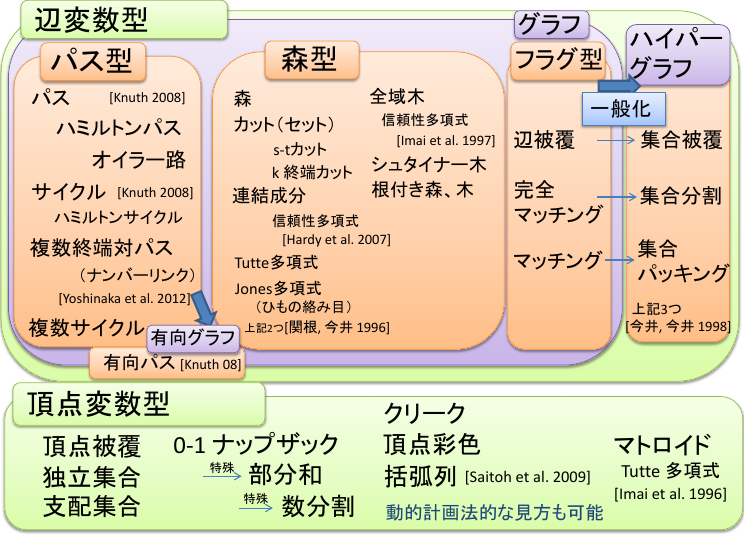 辺変数型
グラフ
ハイパー
グラフ
パス型
パス [Knuth 2008]
ハミルトンパス
オイラー路
サイクル [Knuth 2008]
ハミルトンサイクル
複数終端対パス
(ナンバーリンク)
[Yoshinaka et al. 2012]
複数サイクル
有向グラフ
有向パス [Knuth 08]
森型
森
カット(セット)
s-tカット
k 終端カット
連結成分
信頼性多項式
[Hardy et al. 2007]
Tutte多項式
Jones多項式
(ひもの絡み目)
上記2つ[関根, 今井 1996]
全域木
信頼性多項式
[Imai et al. 1997]
シュタイナー木
根付き森、木
フラグ型
一般化
辺被覆
集合被覆
完全
マッチング
集合分割
マッチング
集合
パッキング
上記3つ
[今井, 今井 1998]
頂点変数型
頂点被覆
独立集合
支配集合
0-1 ナップザック
特殊 部分和
特殊 数分割
クリーク
頂点彩色
括弧列 [Saitoh et al. 2009]
動的計画法的な見方も可能
マトロイド
Tutte 多項式
[Imai et al. 1996]